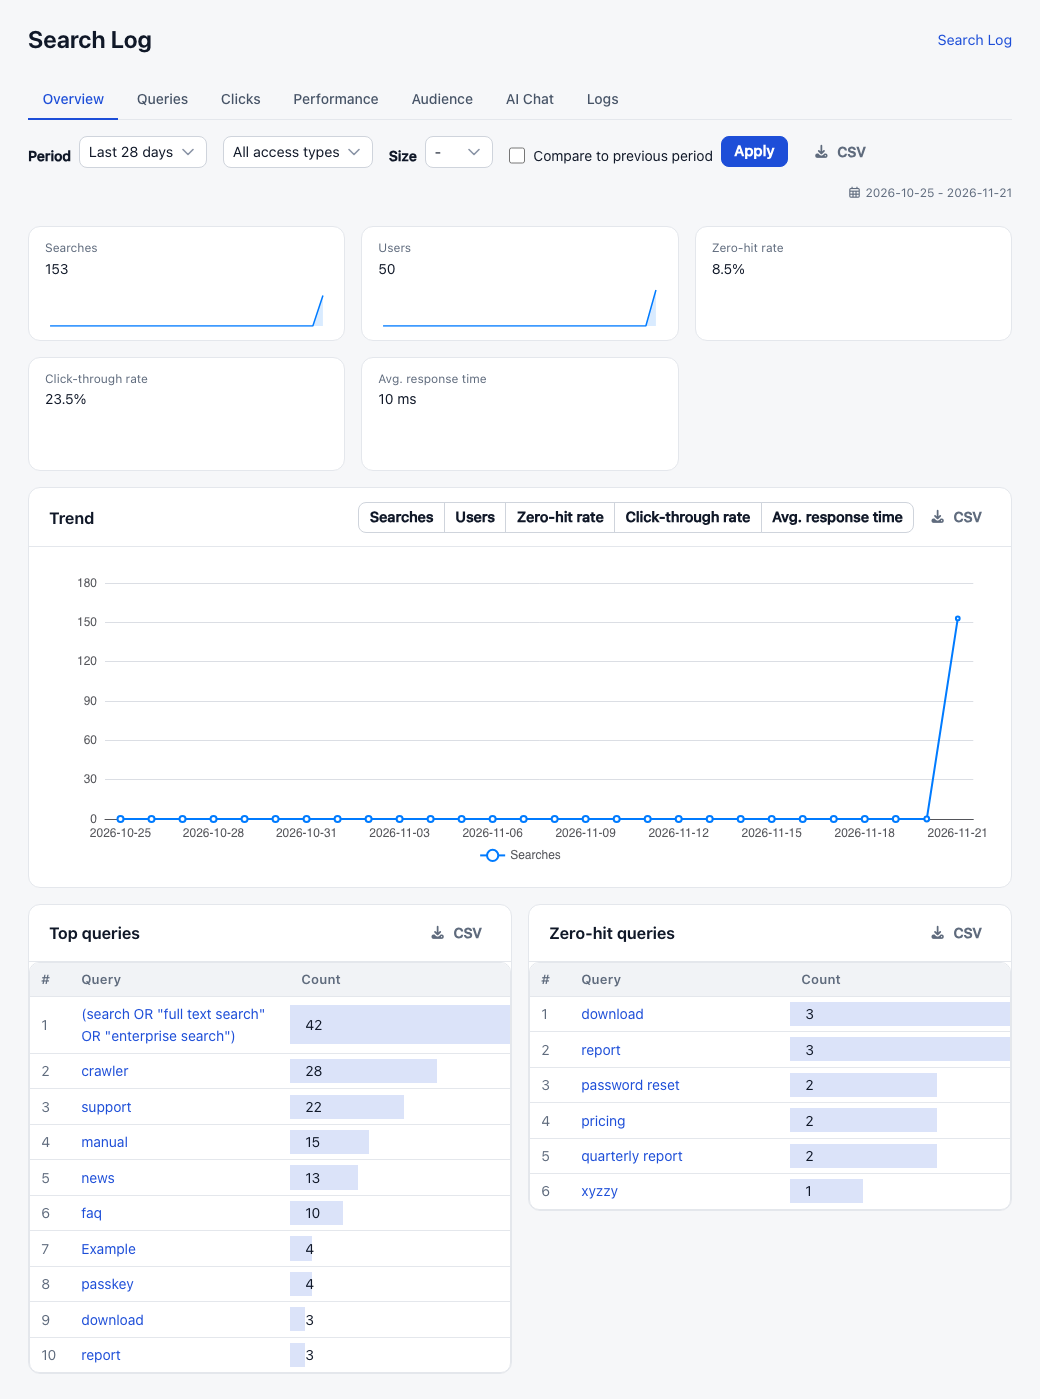 Search Log
Search Log
Overview Queries Clicks Performance Audience AI Chat Logs
Period Last 28 days All access types Size - Compare to previous period Apply CSV
2026-10-25 - 2026-11-21
Searches
153
Users
50
Zero-hit rate
8.5%
Click-through rate
23.5%
Avg. response time
10 ms
Trend Searches Users Zero-hit rate Click-through rate Avg. response time CSV
180
150
120
90
60
30
0
2026-10-25 2026-10-28 2026-10-31 2026-11-03 2026-11-06 2026-11-09 2026-11-12 2026-11-15 2026-11-18 2026-11-21
Searches
Top queries CSV
# Query Count
1 (search OR "full text search" 42
OR "enterprise search")
2 crawler 28
3 support 22
4 manual 15
5 news 13
6 faq 10
7 Example 4
8 passkey 4
9 download 3
10 report 3
Zero-hit queries CSV
# Query Count
1 download 3
2 report 3
3 password reset 2
4 pricing 2
5 quarterly report 2
6 xyzzy 1